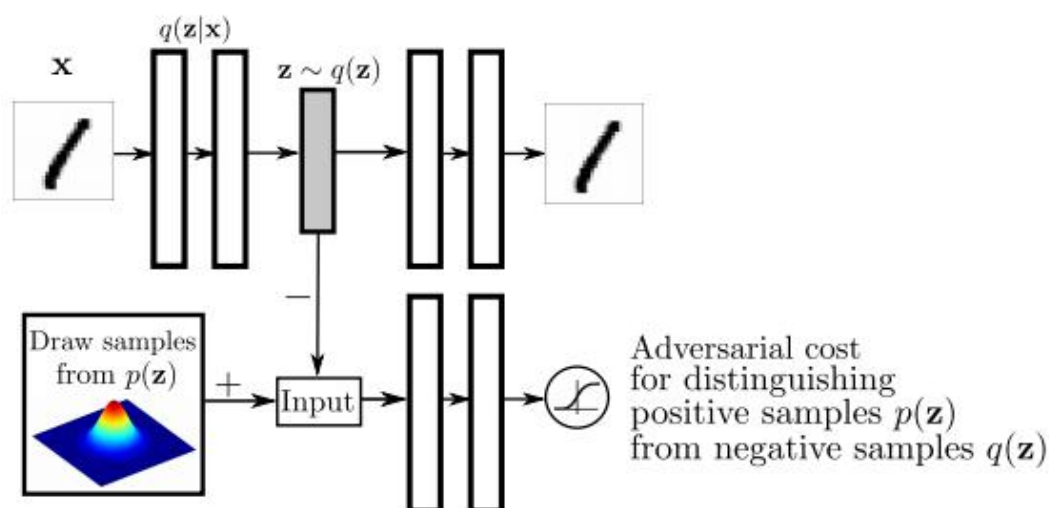 q(z|x)
x
z ∼ q(z)
−
Draw samples
from p(z)
+
Input
Adversarial cost
for distinguishing
positive samples p(z)
from negative samples q(z)